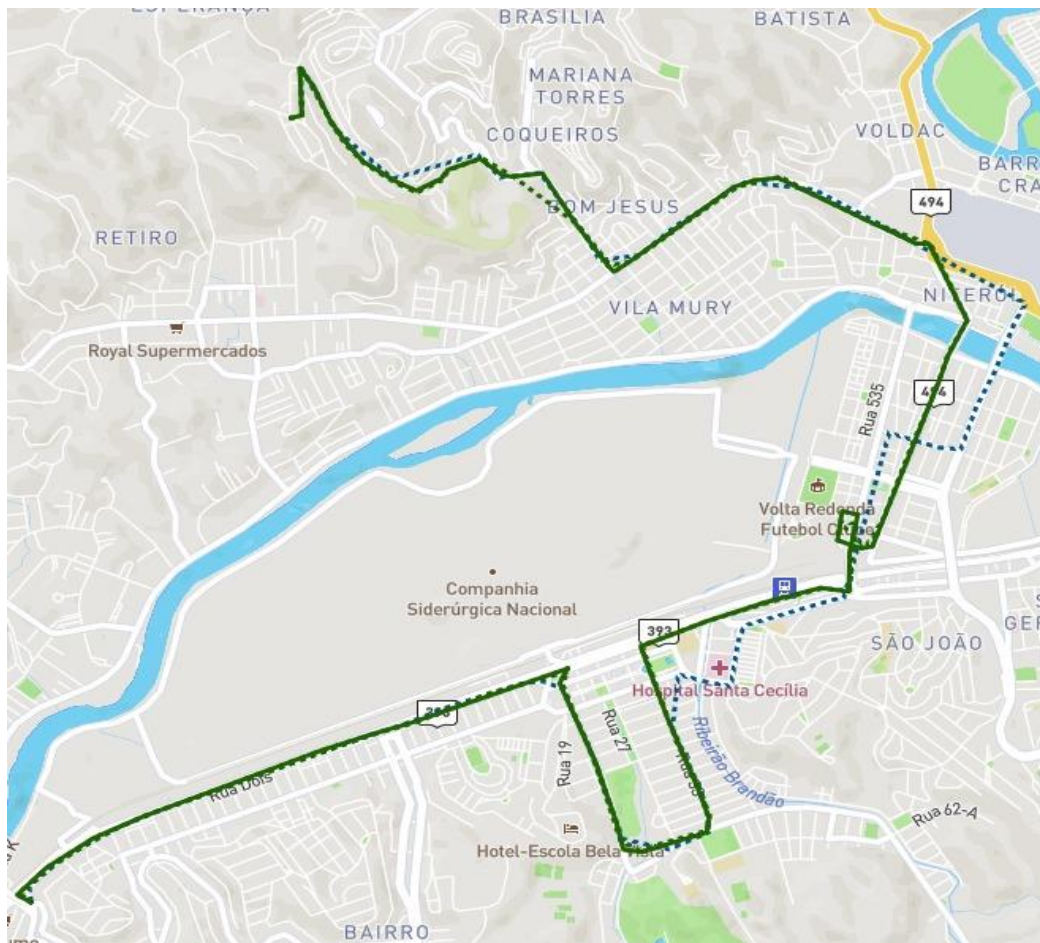 ESPERANÇA
BRASÍLIA
BATISTA
MARIANA
TORRES
COQUEIROS
VOLDAC
494
BOM JESUS
RETIRO
VILA MURY
Royal Supermercados
Rua 535
494
Volta Redonda
Companhia
Siderúrgica Nacional
393
SÃO JOÃO
Hospital Santa Cecília
Rua 27
Rua 19
Ribeirão Brandão
Rua Dois
Rua 62-A
Hotel-Escola Bela Vista
BAIRRO